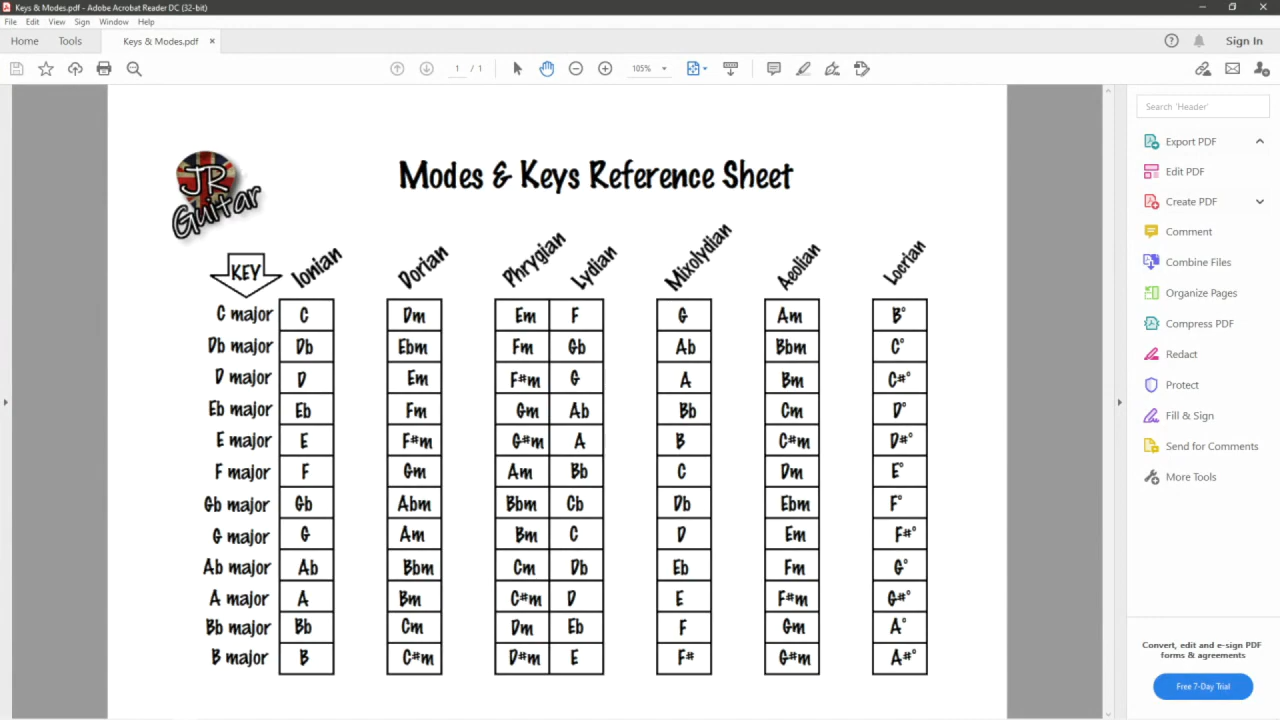 Keys & Modes.pdf - Adobe Acrobat Reader DC (32-bit)
File Edit View Sign Window Help
Home Tools Keys & Modes.pdf × Sign In
1 / 1 105%
Search 'Header'
Export PDF
Edit PDF
Create PDF
Comment
Combine Files
Organize Pages
Compress PDF
Redact
Protect
Fill & Sign
Send for Comments
More Tools
Convert, edit and e-sign PDF
forms & agreements
Free 7-Day Trial
JR
Guitar
Modes & Keys Reference Sheet
KEY Ionian Dorian Phrygian Lydian Mixolydian Aeolian Locrian
C major C Dm Em F G Am B°
Db major Db Ebm Fm Gb Ab Bbm C°
D major D Em F#m G A Bm C#°
Eb major Eb Fm Gm Ab Bb Cm D°
E major E F#m G#m A B C#m D#°
F major F Gm Am Bb C Dm E°
Gb major Gb Abm Bbm Cb Db Ebm F°
G major G Am Bm C D Em F#°
Ab major Ab Bbm Cm Db Eb Fm G°
A major A Bm C#m D E F#m G#°
Bb major Bb Cm Dm Eb F Gm A°
B major B C#m D#m E F# G#m A#°